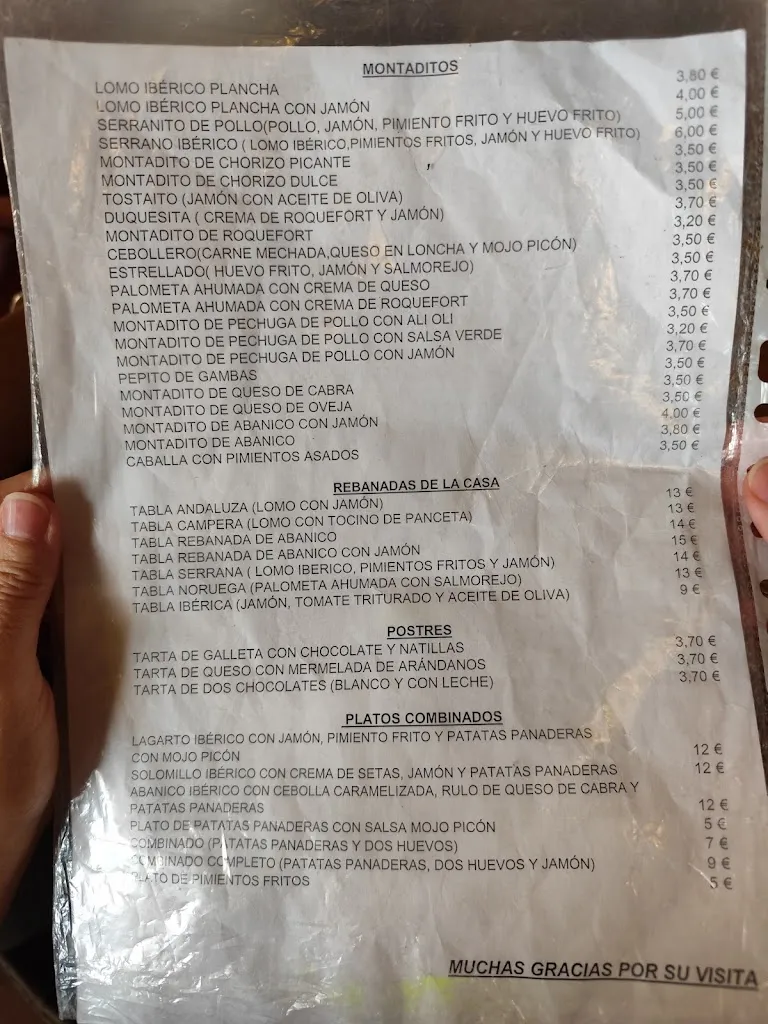 MONTADITOS
LOMO IBÉRICO PLANCHA 3,80 €
LOMO IBÉRICO PLANCHA CON JAMÓN 4,00 €
SERRANITO DE POLLO(POLLO, JAMÓN, PIMIENTO FRITO Y HUEVO FRITO) 5,00 €
SERRANO IBÉRICO ( LOMO IBÉRICO,PIMIENTOS FRITOS, JAMÓN Y HUEVO FRITO) 6,00 €
MONTADITO DE CHORIZO PICANTE 3,50 €
MONTADITO DE CHORIZO DULCE 3,50 €
TOSTAITO (JAMÓN CON ACEITE DE OLIVA) 3,50 €
DUQUESITA ( CREMA DE ROQUEFORT Y JAMÓN) 3,70 €
MONTADITO DE ROQUEFORT 3,20 €
CEBOLLERO(CARNE MECHADA,QUESO EN LONCHA Y MOJO PICÓN) 3,50 €
ESTRELLADO( HUEVO FRITO, JAMÓN Y SALMOREJO) 3,50 €
PALOMETA AHUMADA CON CREMA DE QUESO 3,70 €
PALOMETA AHUMADA CON CREMA DE ROQUEFORT 3,70 €
MONTADITO DE PECHUGA DE POLLO CON ALI OLI 3,50 €
MONTADITO DE PECHUGA DE POLLO CON SALSA VERDE 3,20 €
MONTADITO DE PECHUGA DE POLLO CON JAMÓN 3,70 €
PEPITO DE GAMBAS 3,50 €
MONTADITO DE QUESO DE CABRA 3,50 €
MONTADITO DE QUESO DE OVEJA 3,50 €
MONTADITO DE ABANICO CON JAMÓN 4,00 €
MONTADITO DE ABANICO 3,80 €
CABALLA CON PIMIENTOS ASADOS 3,50 €
REBANADAS DE LA CASA
TABLA ANDALUZA (LOMO CON JAMÓN) 13 €
TABLA CAMPERA (LOMO CON TOCINO DE PANCETA) 13 €
TABLA REBANADA DE ABANICO 14 €
TABLA REBANADA DE ABANICO CON JAMÓN 15 €
TABLA SERRANA ( LOMO IBERICO, PIMIENTOS FRITOS Y JAMÓN) 14 €
TABLA NORUEGA (PALOMETA AHUMADA CON SALMOREJO) 13 €
TABLA IBÉRICA (JAMÓN, TOMATE TRITURADO Y ACEITE DE OLIVA) 9 €
POSTRES
TARTA DE GALLETA CON CHOCOLATE Y NATILLAS 3,70 €
TARTA DE QUESO CON MERMELADA DE ARÁNDANOS 3,70 €
TARTA DE DOS CHOCOLATES (BLANCO Y CON LECHE) 3,70 €
PLATOS COMBINADOS
LAGARTO IBÉRICO CON JAMÓN, PIMIENTO FRITO Y PATATAS PANADERAS
CON MOJO PICÓN 12 €
SOLOMILLO IBÉRICO CON CREMA DE SETAS, JAMÓN Y PATATAS PANADERAS 12 €
ABANICO IBÉRICO CON CEBOLLA CARAMELIZADA, RULO DE QUESO DE CABRA Y
PATATAS PANADERAS 12 €
PLATO DE PATATAS PANADERAS CON SALSA MOJO PICÓN 5 €
COMBINADO (PATATAS PANADERAS Y DOS HUEVOS) 7 €
COMBINADO COMPLETO (PATATAS PANADERAS, DOS HUEVOS Y JAMÓN) 9 €
PLATO DE PIMIENTOS FRITOS 5 €
MUCHAS GRACIAS POR SU VISITA